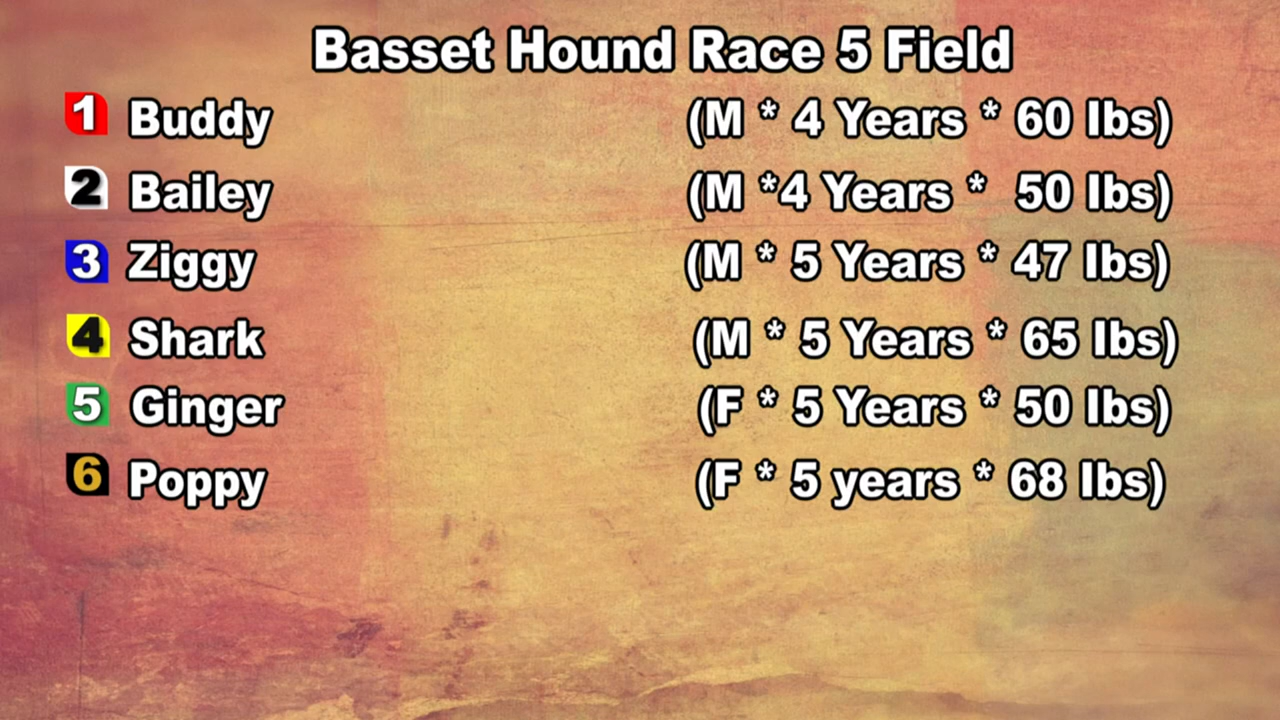 Basset Hound Race 5 Field
1 Buddy (M * 4 Years * 60 lbs)
2 Bailey (M *4 Years *  50 lbs)
3 Ziggy (M * 5 Years * 47 lbs)
4 Shark (M * 5 Years * 65 lbs)
5 Ginger (F * 5 Years * 50 lbs)
6 Poppy (F * 5 years * 68 lbs)